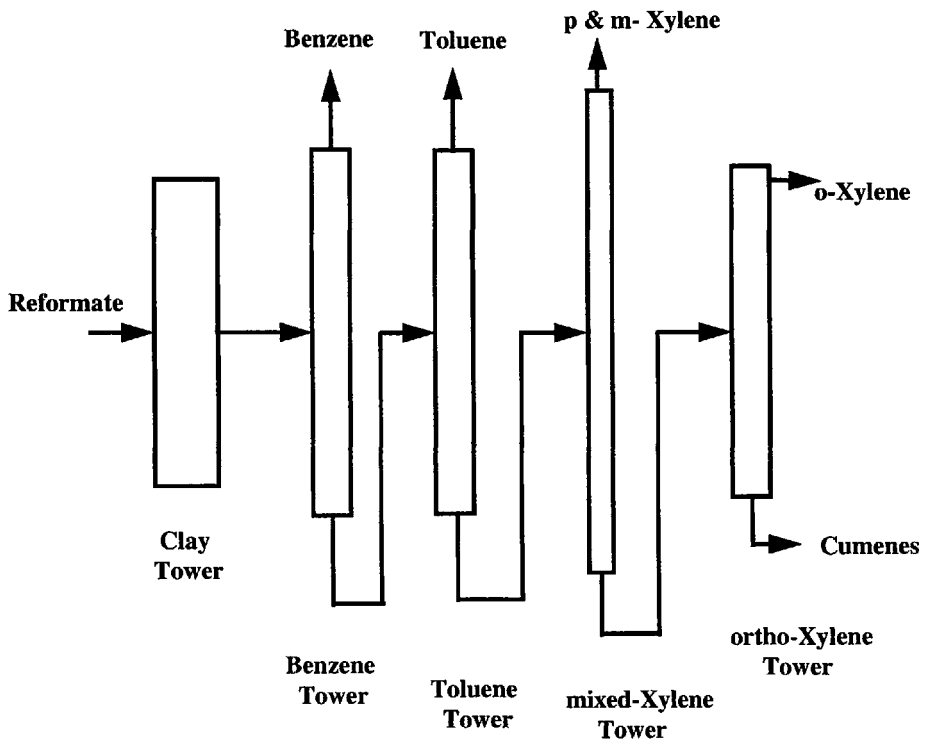 p & m- Xylene
Benzene
Toluene
o-Xylene
Reformate
Clay
Tower
Cumenes
Benzene
Tower
Toluene
Tower
mixed-Xylene
Tower
ortho-Xylene
Tower